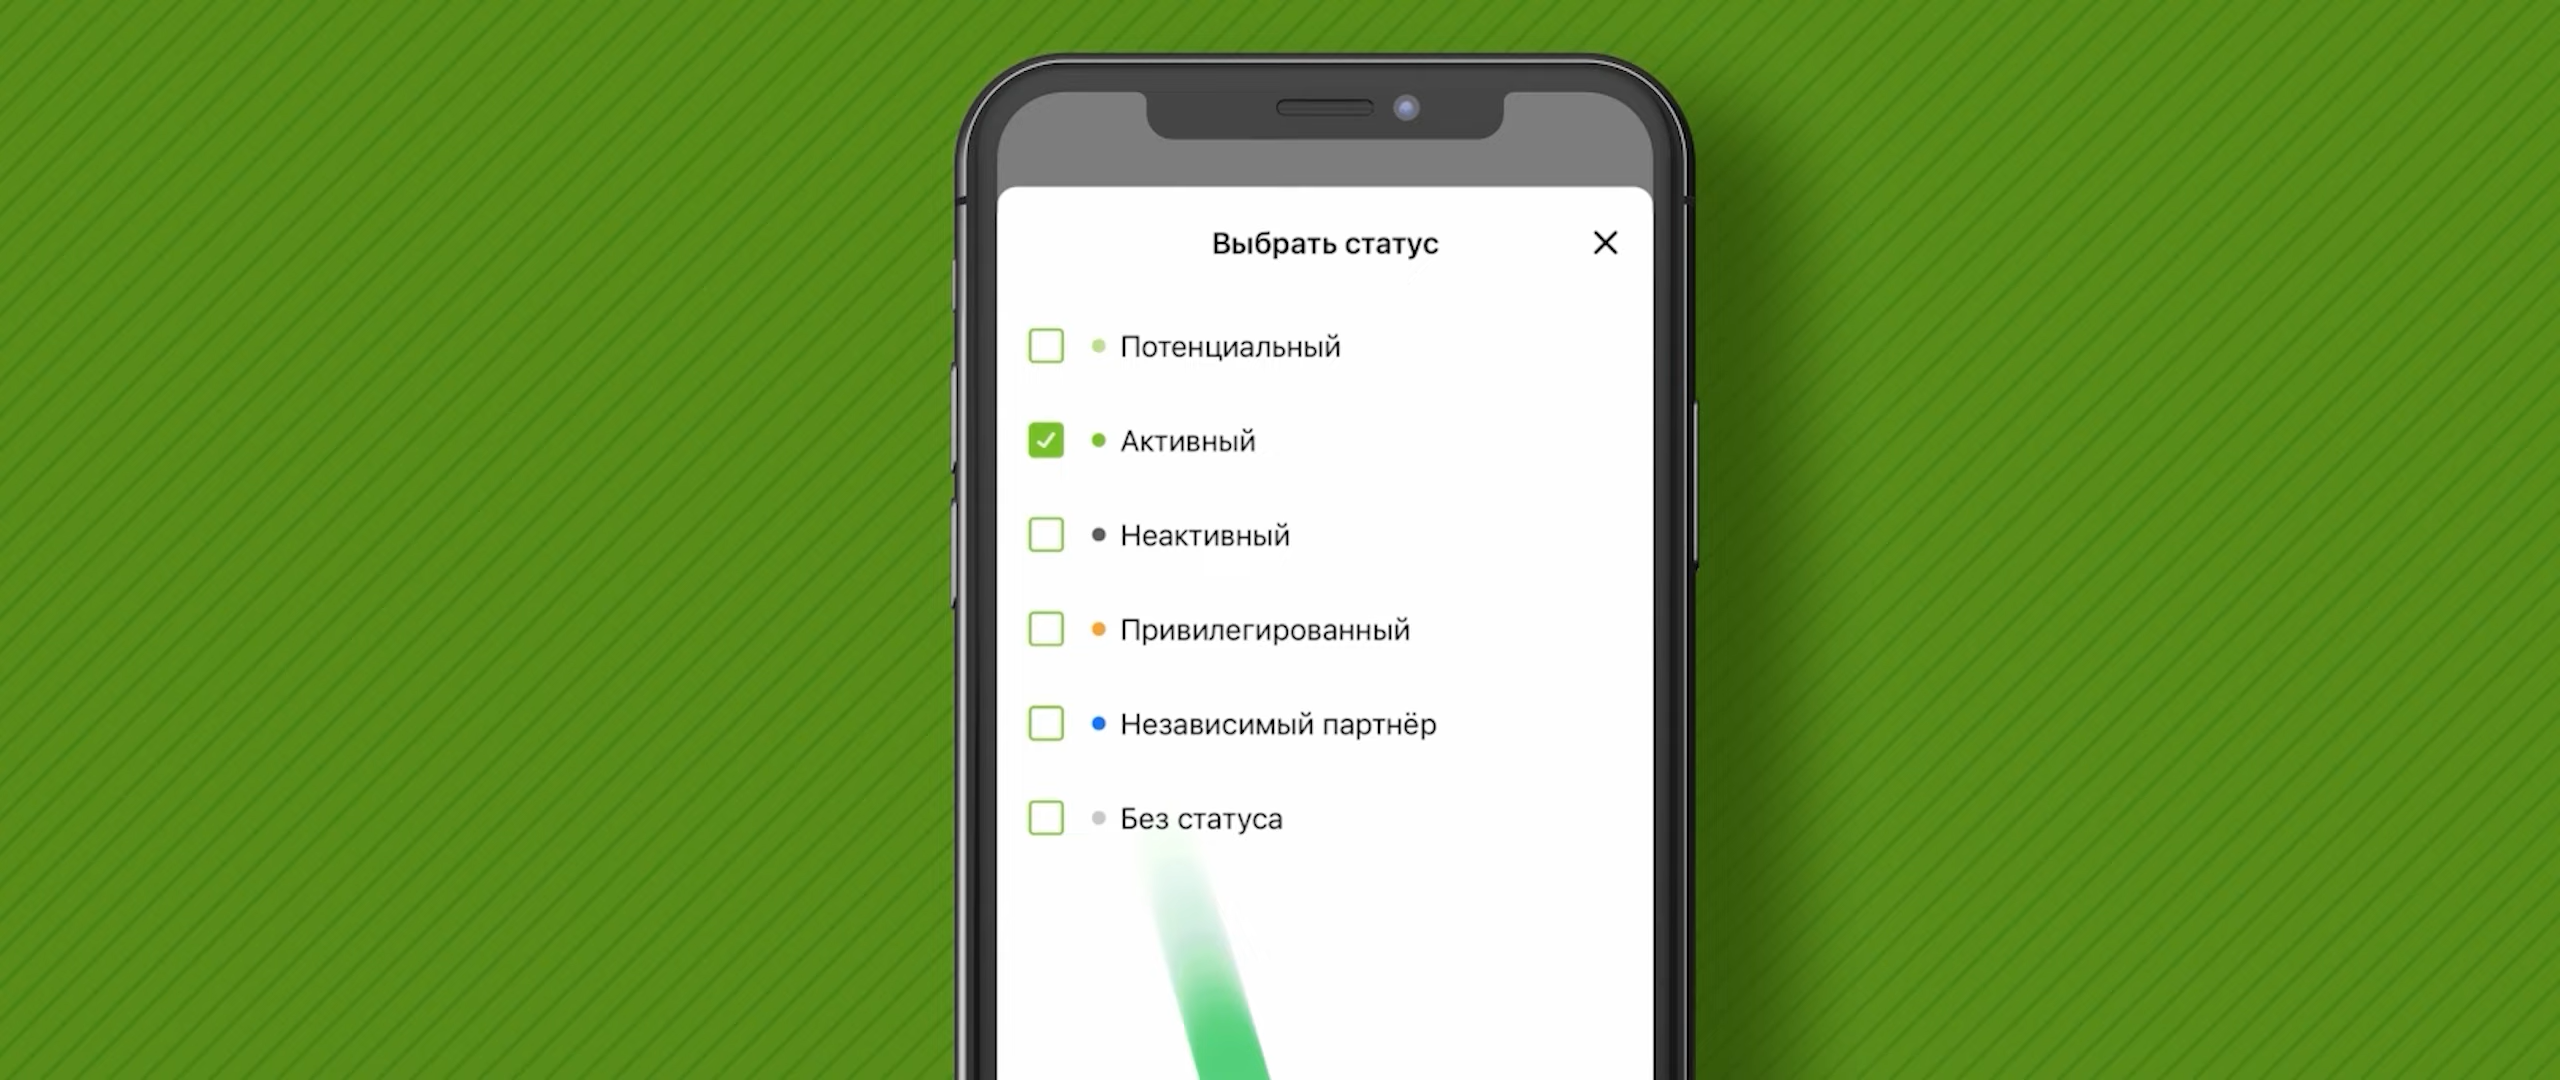 Выбрать статус
Потенциальный
Активный
Неактивный
Привилегированный
Независимый партнёр
Без статуса